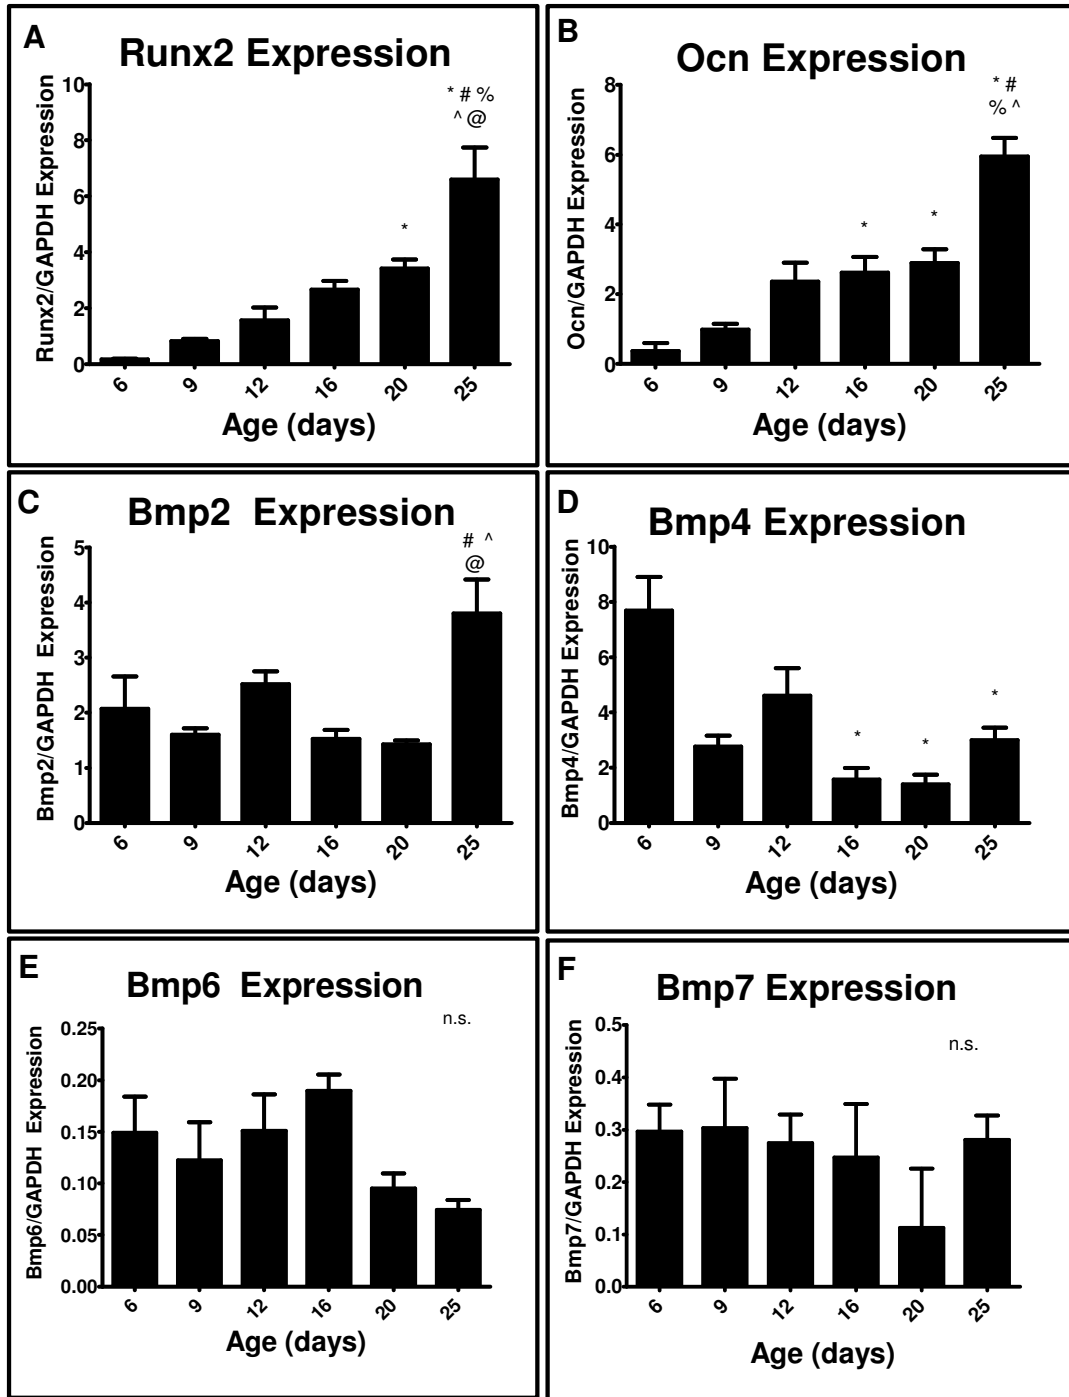 A
Runx2 Expression
Runx2/GAPDH Expression
10
8
6
4
2
0
* # %
^ @
*
6 9 12 16 20 25
Age (days)
B
Ocn Expression
Ocn/GAPDH Expression
8
6
4
2
0
* #
% ^
* *
6 9 12 16 20 25
Age (days)
C
Bmp2 Expression
Bmp2/GAPDH Expression
5
4
3
2
1
0
# ^
@
6 9 12 16 20 25
Age (days)
D
Bmp4 Expression
Bmp4/GAPDH Expression
10
8
6
4
2
0
* * *
6 9 12 16 20 25
Age (days)
E
Bmp6 Expression
Bmp6/GAPDH Expression
n.s.
0.25
0.20
0.15
0.10
0.05
0.00
6 9 12 16 20 25
Age (days)
F
Bmp7 Expression
Bmp7/GAPDH Expression
n.s.
0.5
0.4
0.3
0.2
0.1
0.0
6 9 12 16 20 25
Age (days)